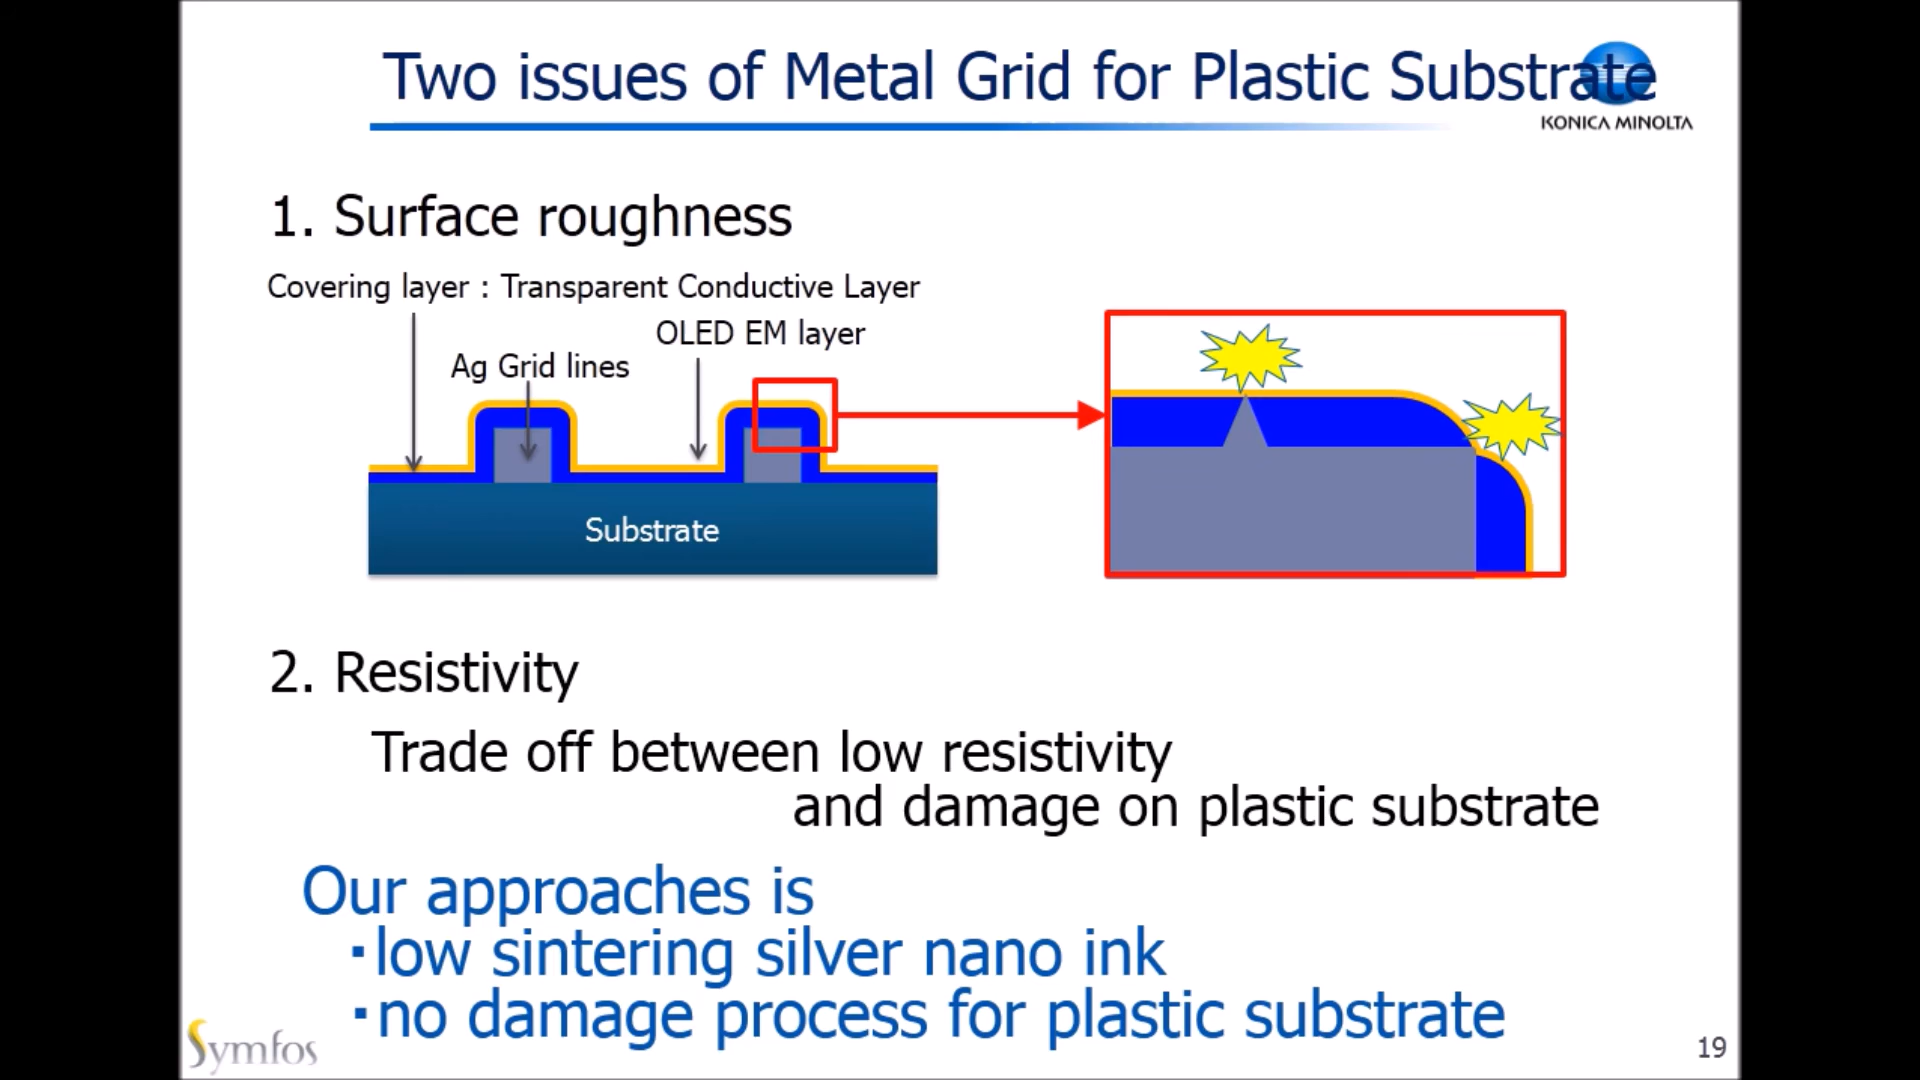 Two issues of Metal Grid for Plastic Substrate
KONICA MINOLTA
1. Surface roughness
Covering layer : Transparent Conductive Layer
OLED EM layer
Ag Grid lines
Substrate
2. Resistivity
Trade off between low resistivity
and damage on plastic substrate
Our approaches is
・low sintering silver nano ink
・no damage process for plastic substrate
Symfos
19